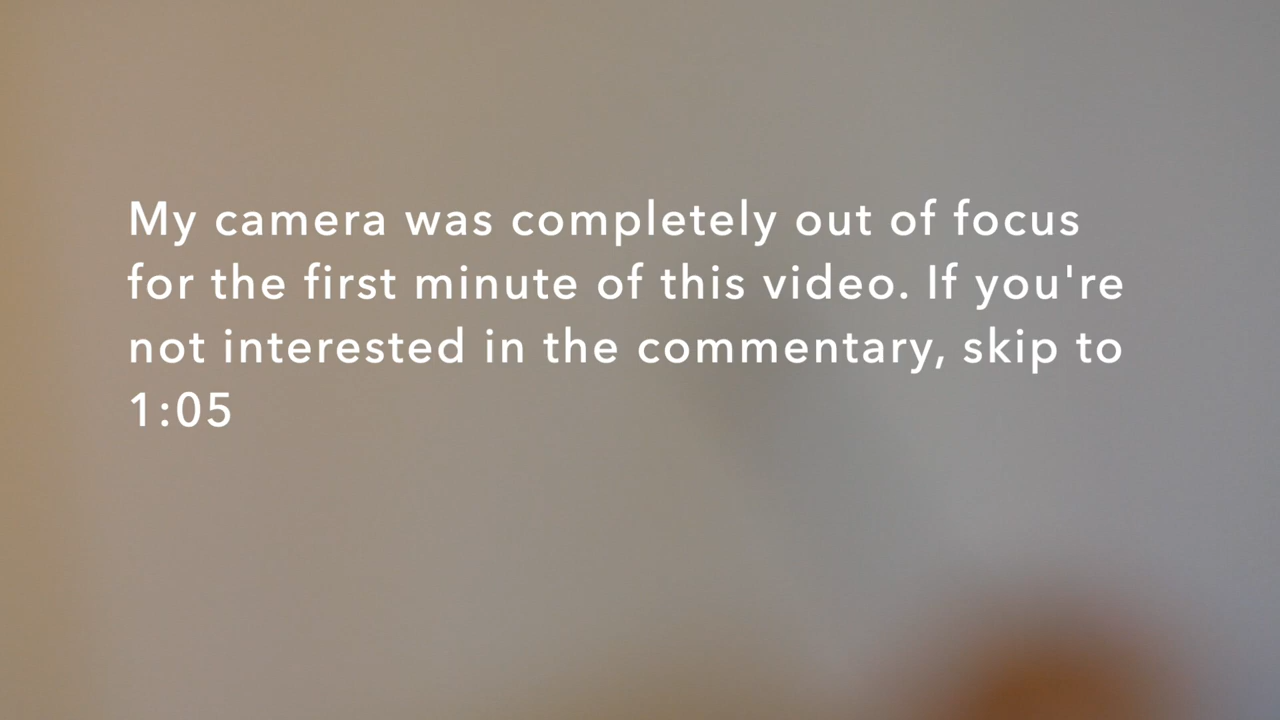 My camera was completely out of focus
for the first minute of this video. If you're
not interested in the commentary, skip to
1:05